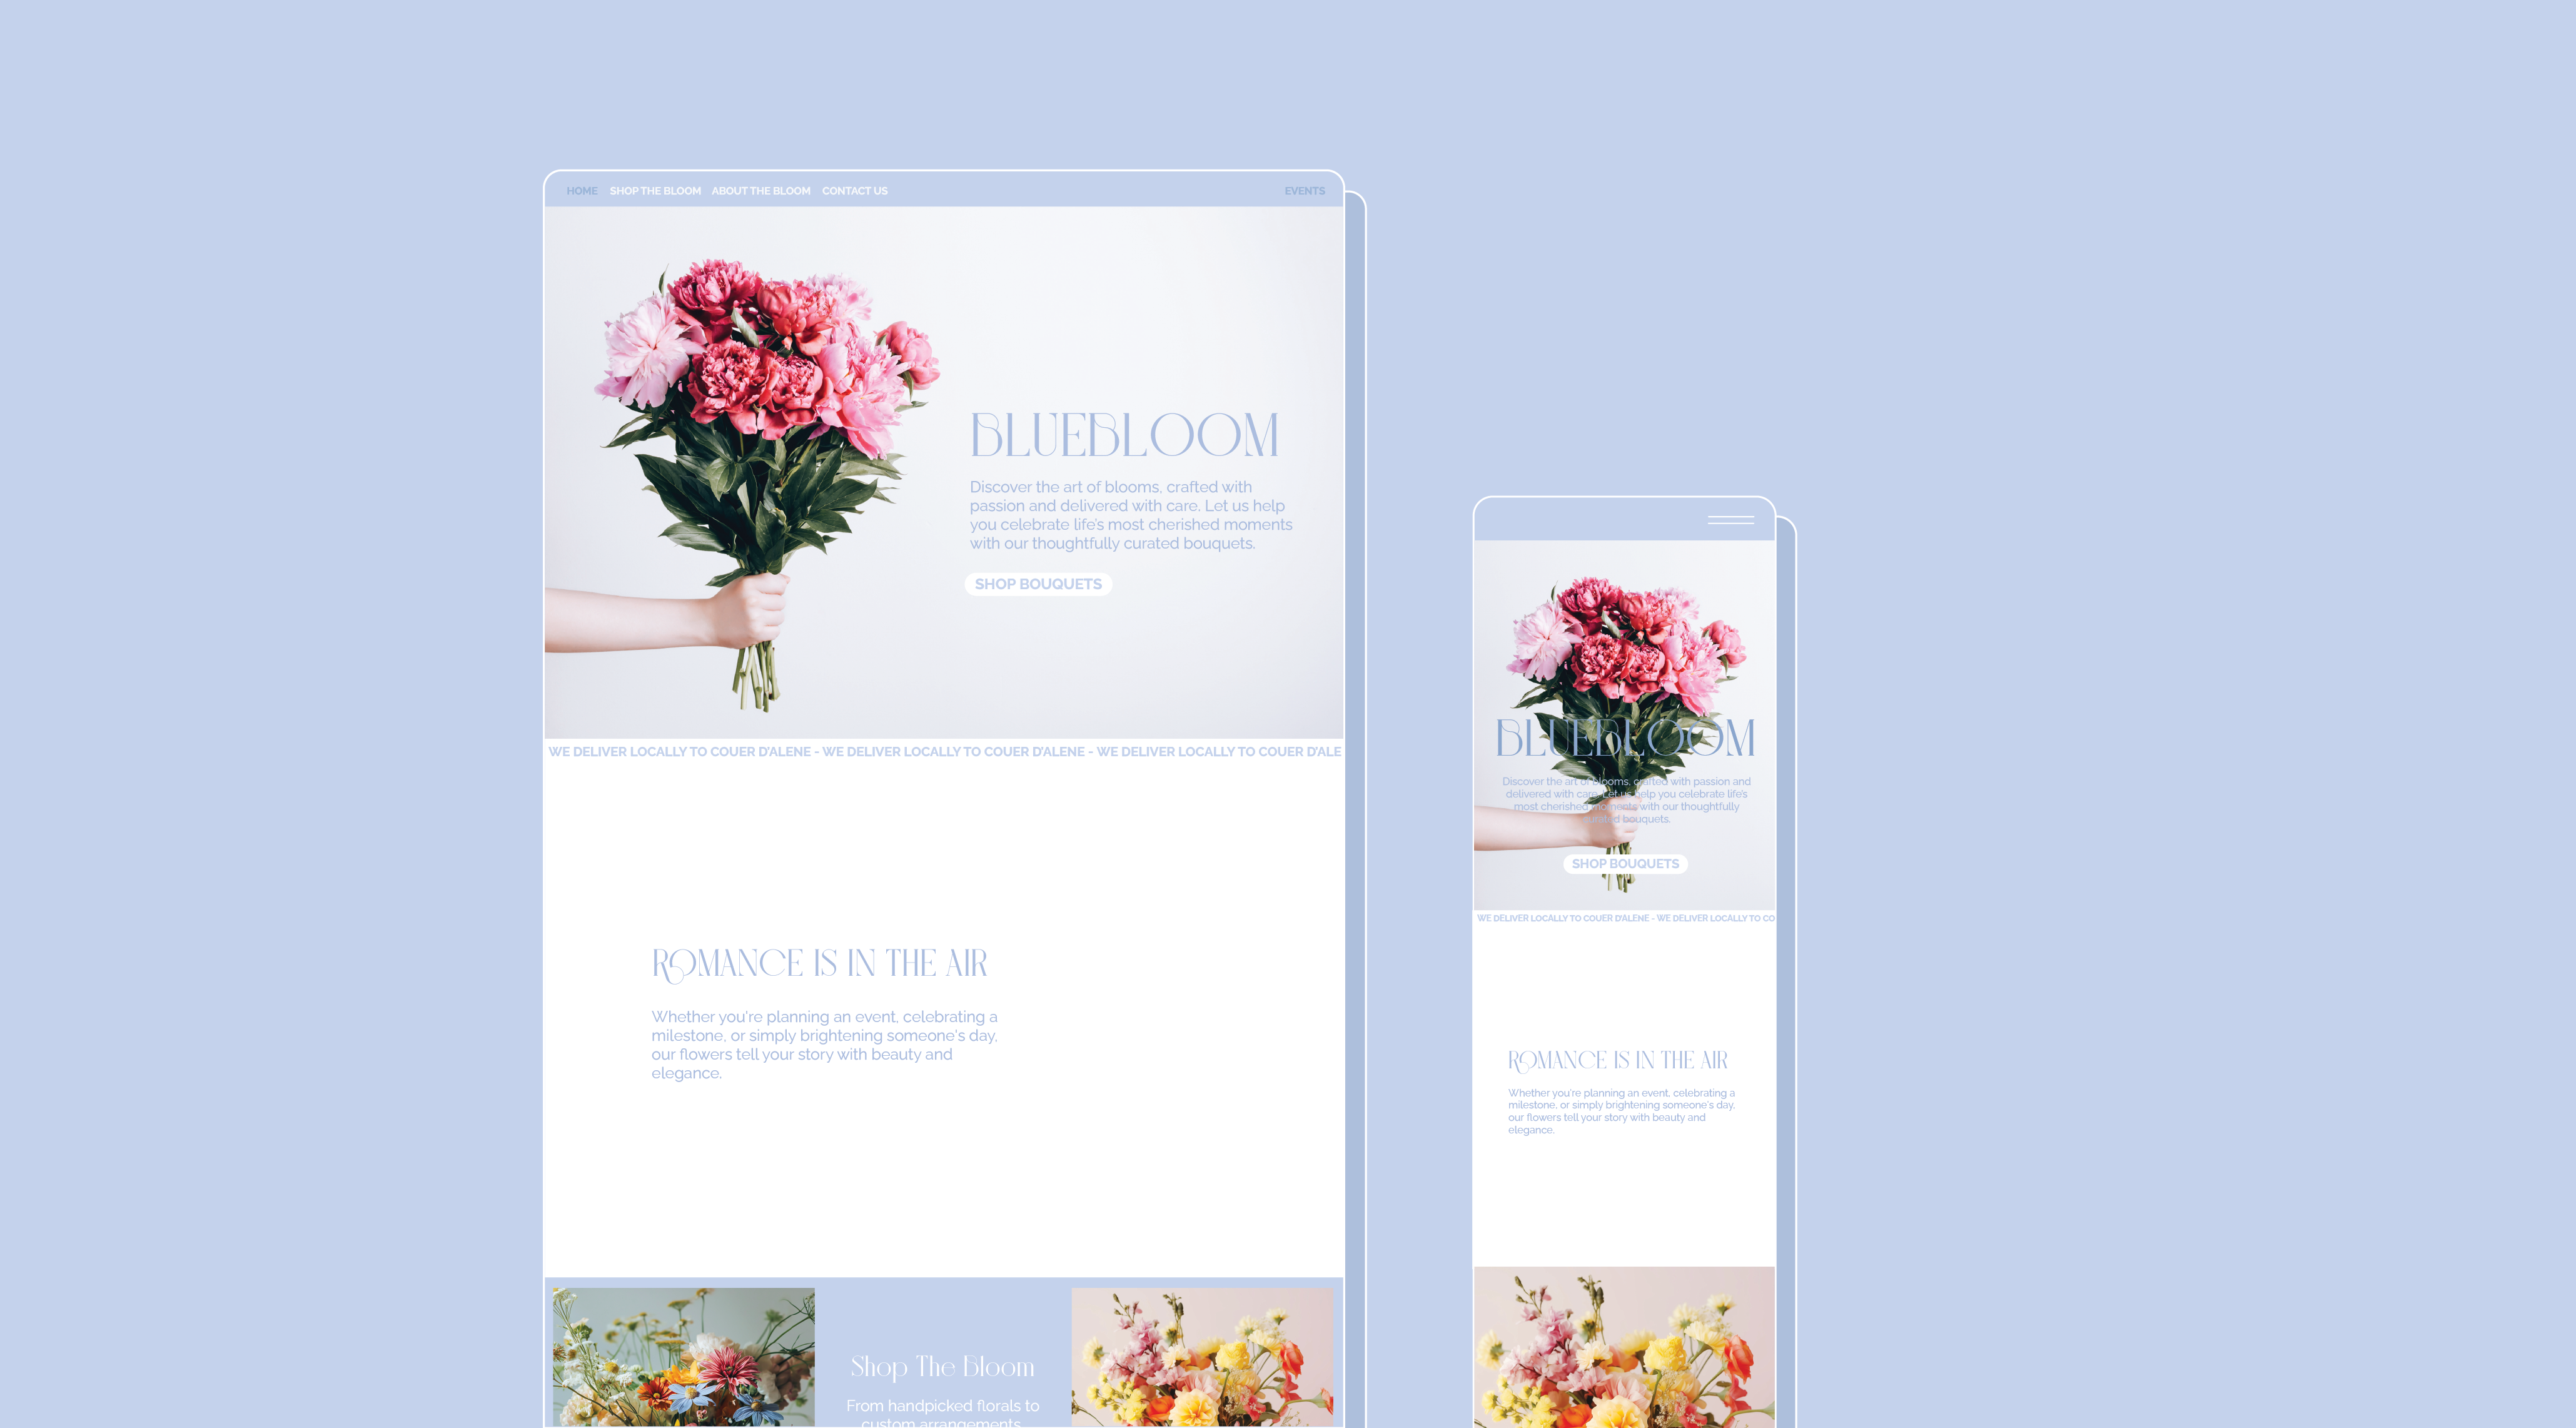 HOME SHOP THE BLOOM ABOUT THE BLOOM CONTACT US EVENTS
BLUEBLOOM
Discover the art of blooms, crafted with
passion and delivered with care. Let us help
you celebrate life's most cherished moments
with our thoughtfully curated bouquets.
SHOP BOUQUETS
WE DELIVER LOCALLY TO COUER D'ALENE - WE DELIVER LOCALLY TO COUER D'ALENE - WE DELIVER LOCALLY TO COUER D'ALE
ROMANCE IS IN THE AIR
Whether you're planning an event, celebrating a
milestone, or simply brightening someone's day,
our flowers tell your story with beauty and
elegance.
Shop The Bloom
From handpicked florals to
custom arrangements
BLUEBLOOM
Discover the art of blooms, crafted with passion and
delivered with care. Let us help you celebrate life's
most cherished moments with our thoughtfully
curated bouquets.
SHOP BOUQUETS
WE DELIVER LOCALLY TO COUER D'ALENE - WE DELIVER LOCALLY TO CO
ROMANCE IS IN THE AIR
Whether you're planning an event, celebrating a
milestone, or simply brightening someone's day,
our flowers tell your story with beauty and
elegance.